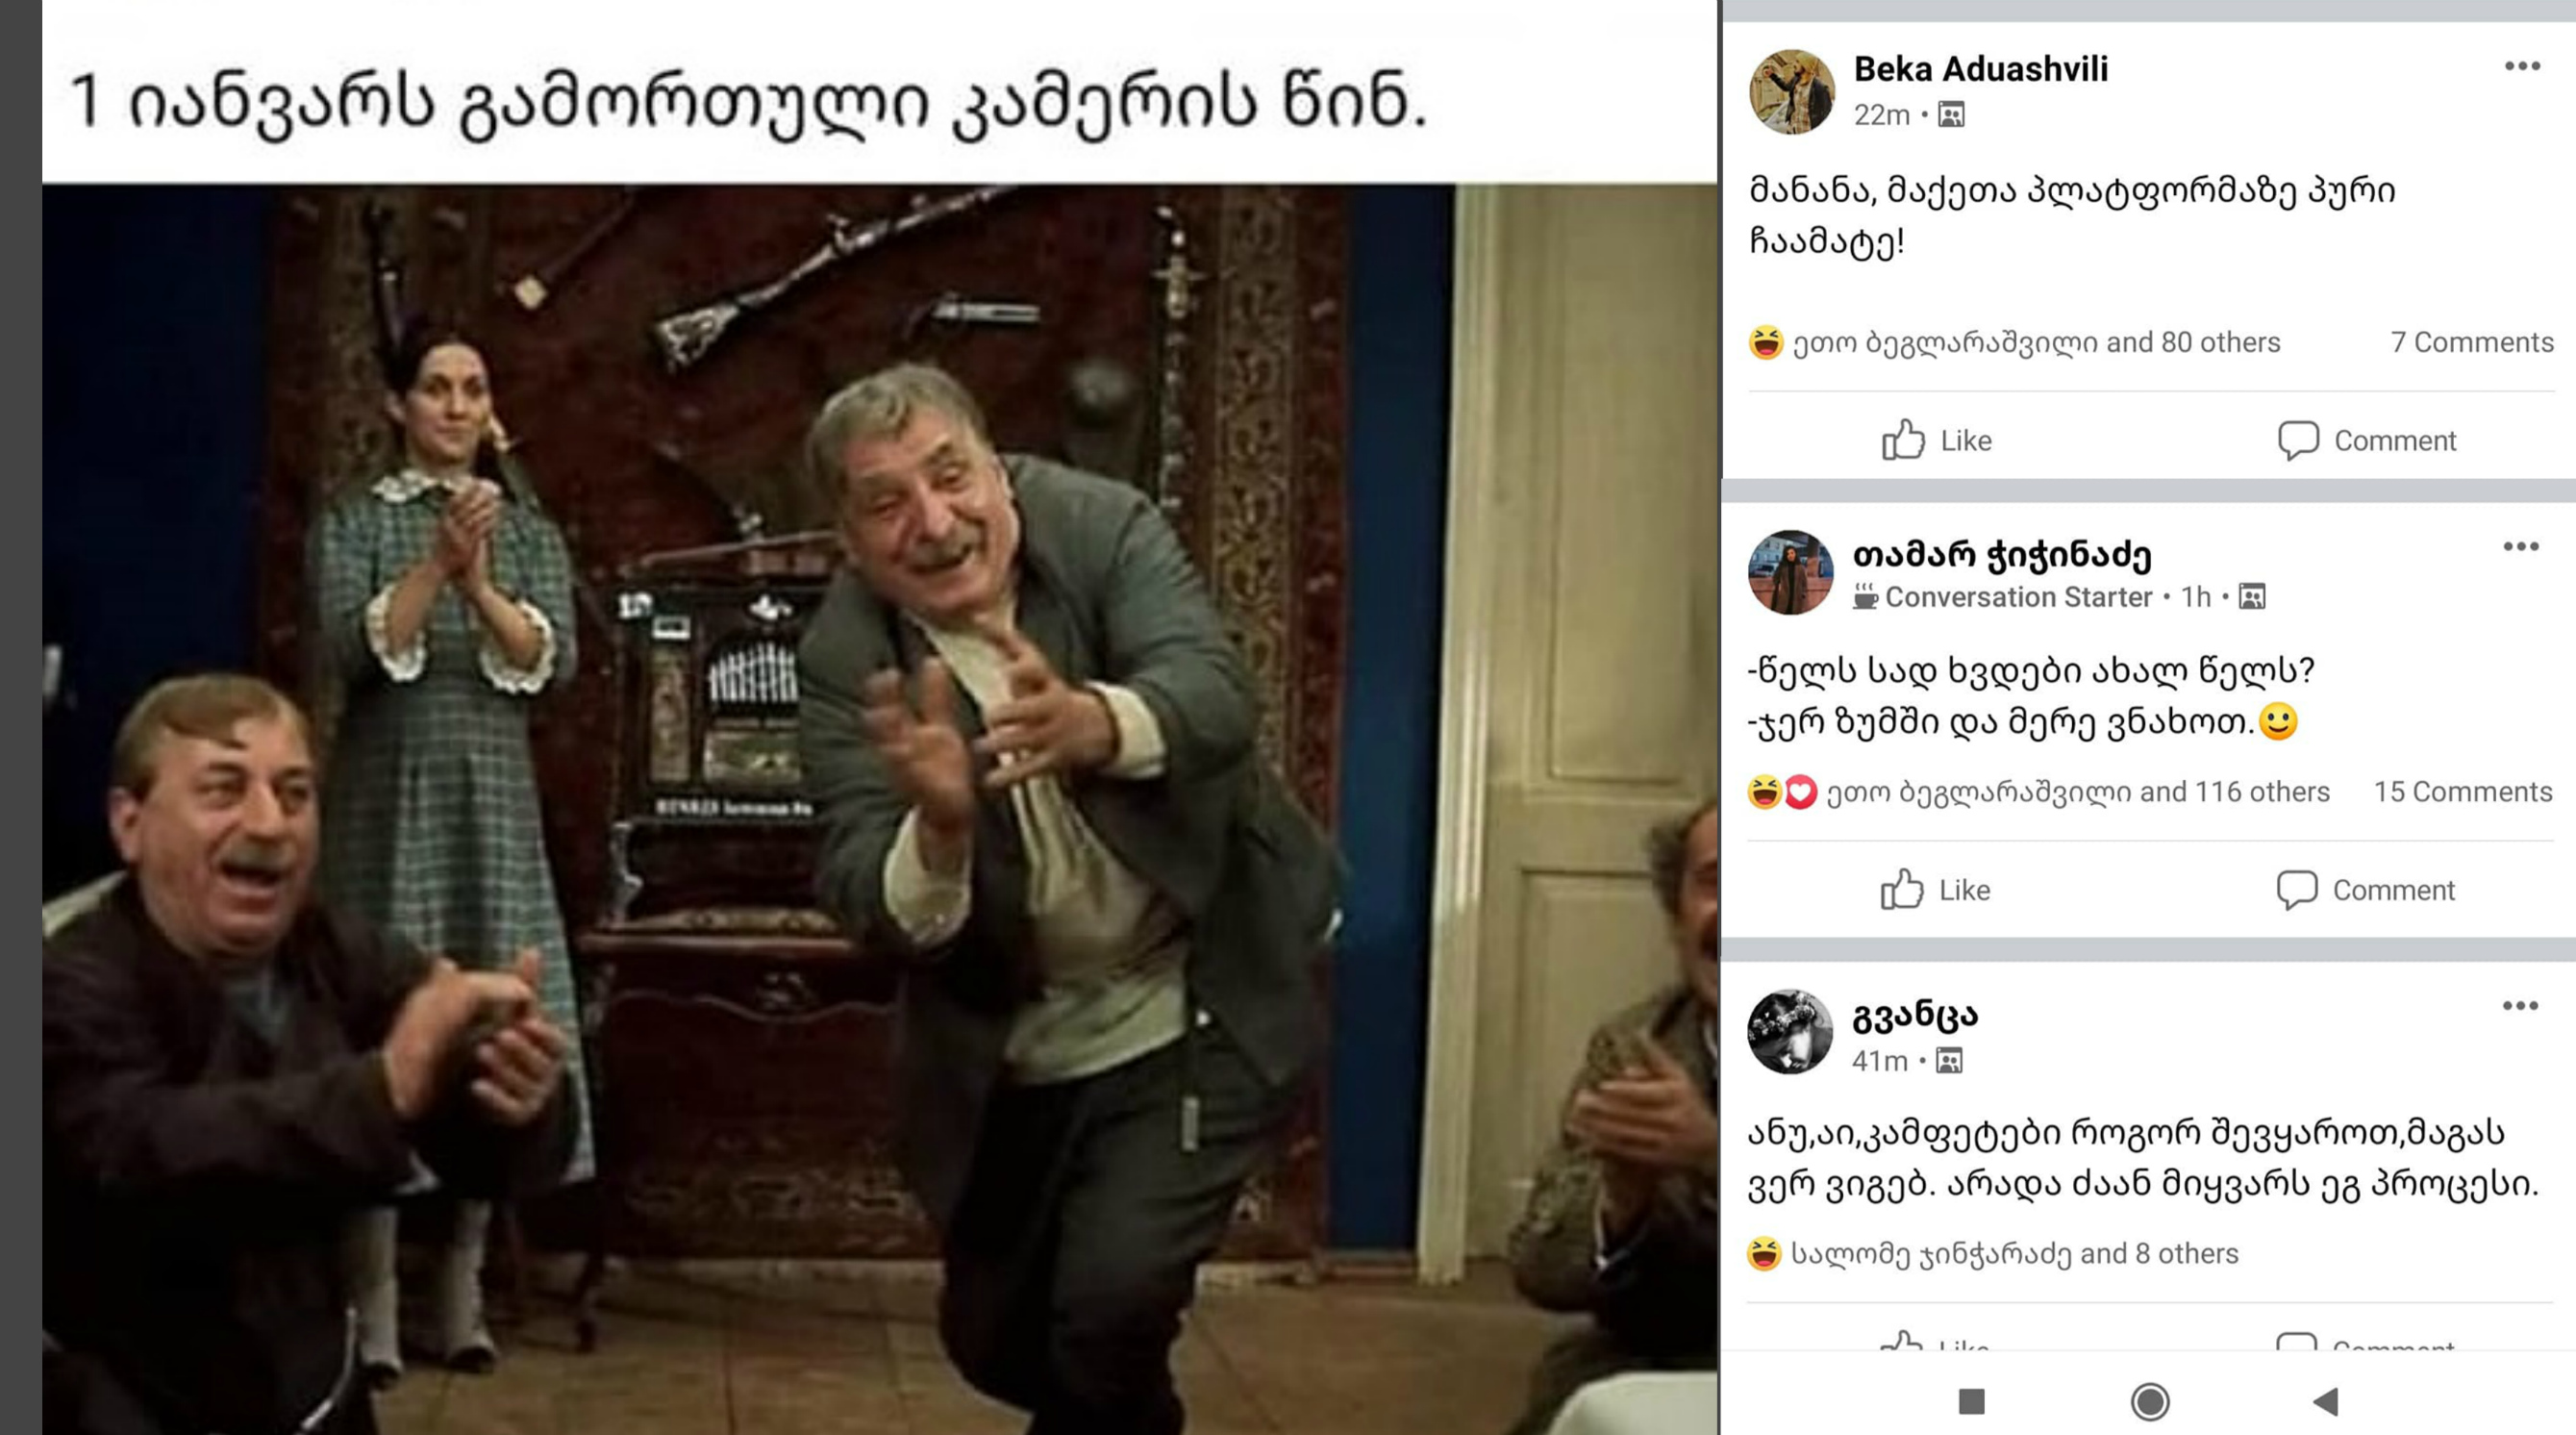 1 იანვარს გამორთული კამერის წინ.
Beka Aduashvili
22m •
მანანა, მაქეთა პლატფორმაზე პური
ჩაამატე!
ეთო ბეგლარაშვილი and 80 others 7 Comments
Like Comment
თამარ ჭიჭინაძე
Conversation Starter • 1h •
-წელს სად ხვდები ახალ წელს?
-ჯერ ზუმში და მერე ვნახოთ.🙂
ეთო ბეგლარაშვილი and 116 others 15 Comments
Like Comment
გვანცა
41m •
ანუ,აი,კამფეტები როგორ შევყაროთ,მაგას
ვერ ვიგებ. არადა ძაან მიყვარს ეგ პროცესი.
სალომე ჯინჭარაძე and 8 others
Like Comment